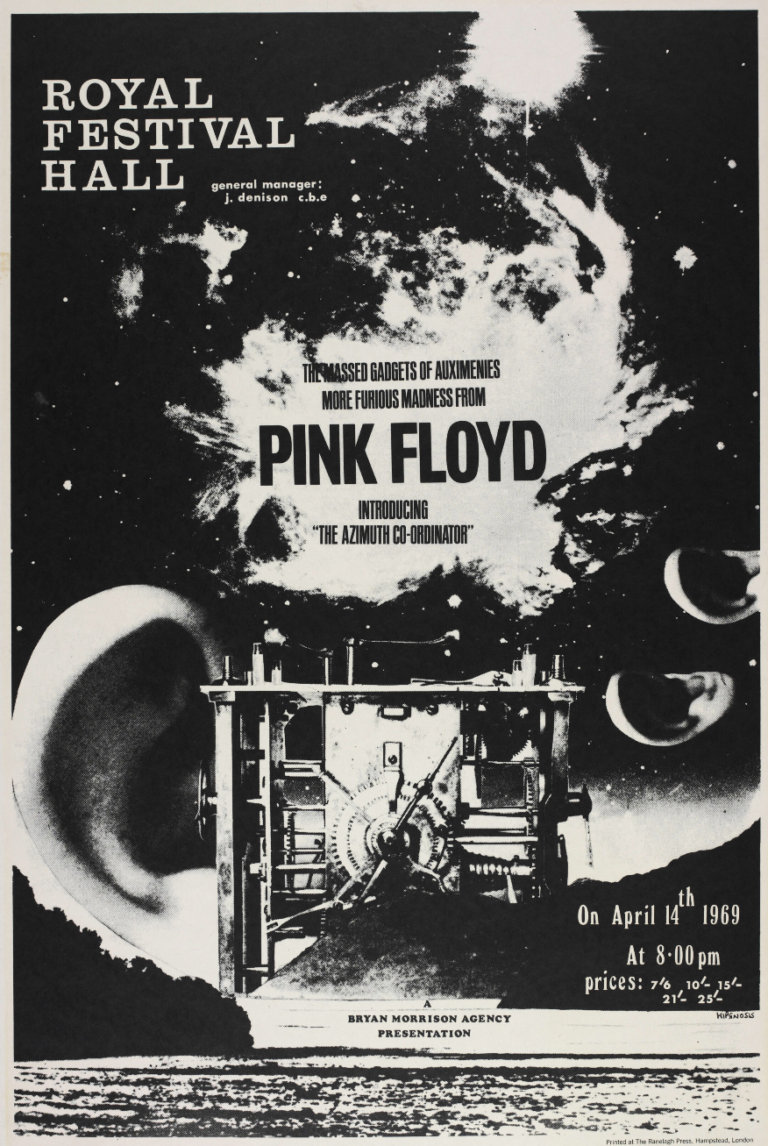 ROYAL
FESTIVAL
HALL
general manager:
j. denison c.b.e
THE MASSED GADGETS OF AUXIMENIES
MORE FURIOUS MADNESS FROM
PINK FLOYD
INTRODUCING
"THE AZIMUTH CO-ORDINATOR"
On April 14th 1969
At 8·00pm
prices: 7/6 10/- 15/-
21/- 25/-
HIPGNOSIS
A
BRYAN MORRISON AGENCY
PRESENTATION
Printed at The Ranelagh Press, Hampstead, London